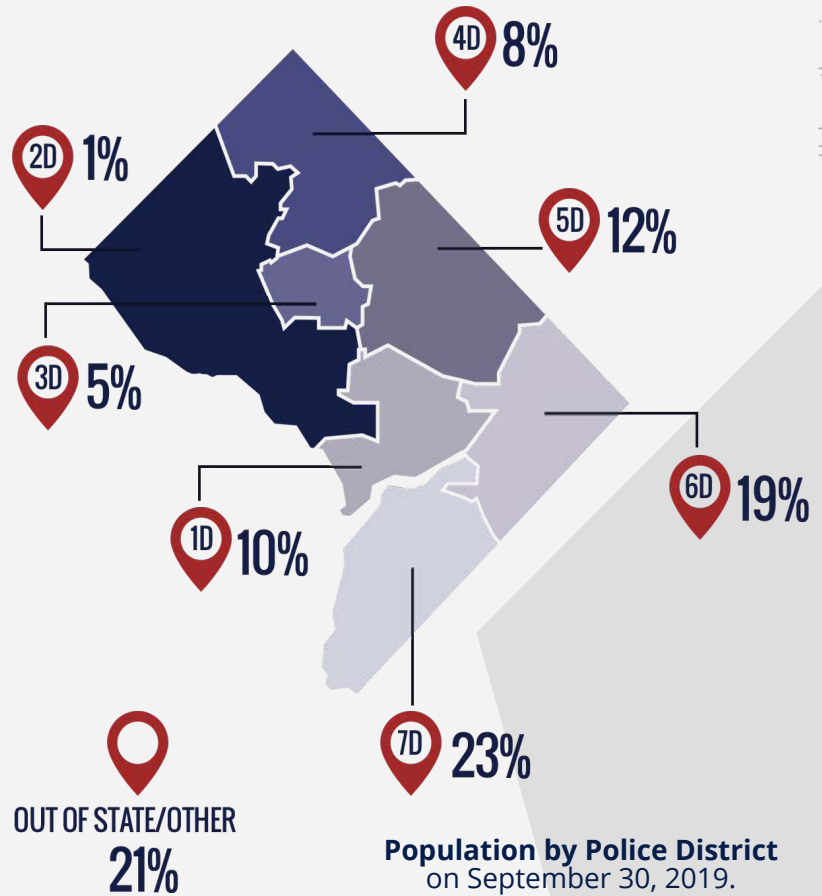 4D 8%
2D 1%
5D 12%
3D 5%
6D 19%
1D 10%
7D 23%
OUT OF STATE/OTHER
21%
Population by Police District
on September 30, 2019.